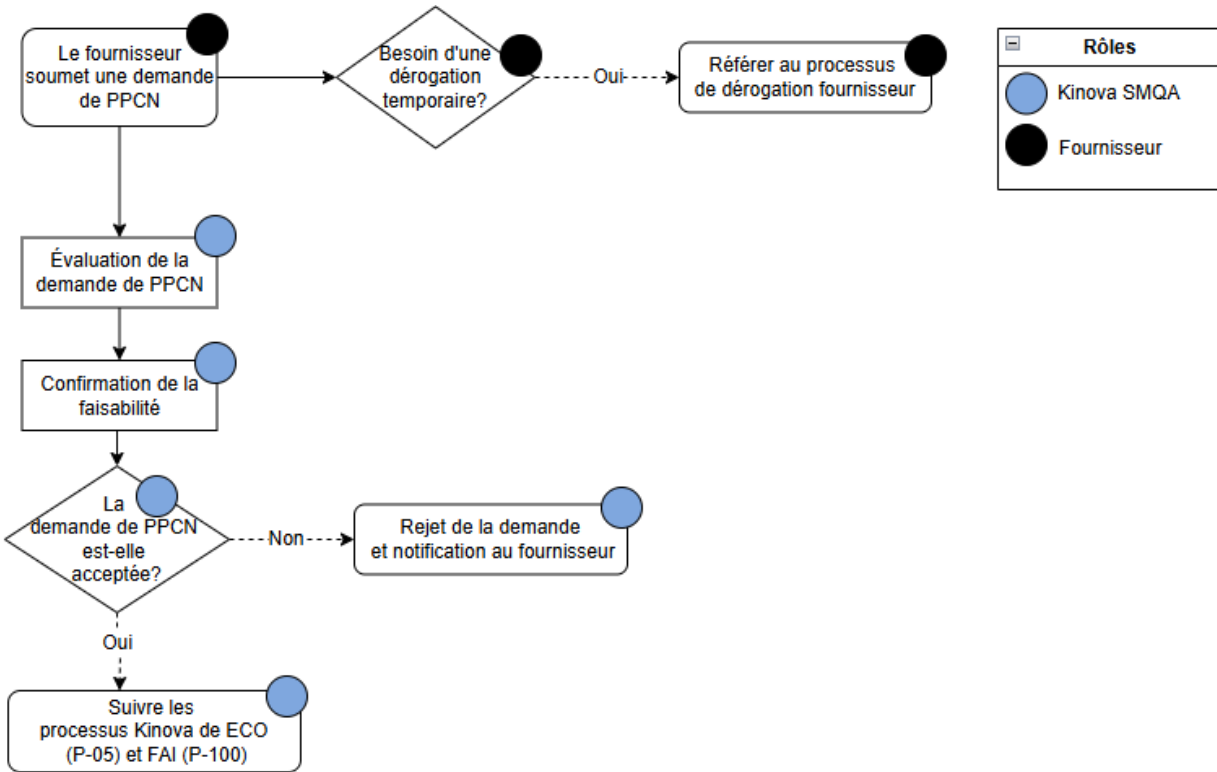 Le fournisseur
soumet une demande
de PPCN
Besoin d'une
dérogation
temporaire?
Oui
Référer au processus
de dérogation fournisseur
Rôles
Kinova SMQA
Fournisseur
Évaluation de la
demande de PPCN
Confirmation de la
faisabilité
La
demande de PPCN
est-elle
acceptée?
Non
Rejet de la demande
et notification au fournisseur
Oui
Suivre les
processus Kinova de ECO
(P-05) et FAI (P-100)